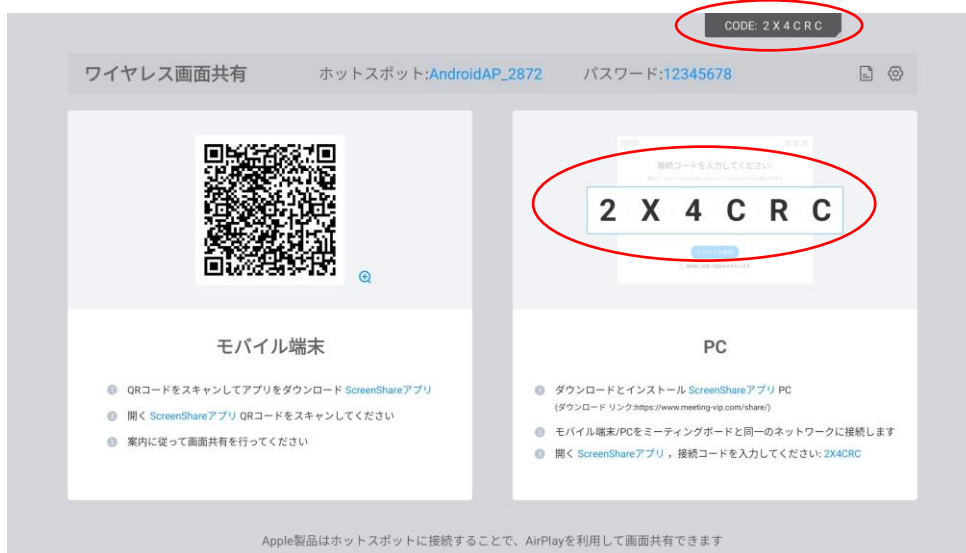 CODE: 2 X 4 C R C
ワイヤレス画面共有 ホットスポット:AndroidAP_2872 パスワード:12345678
接続コードを入力してください:
2 X 4 C R C
モバイル端末
1 QRコードをスキャンしてアプリをダウンロード ScreenShareアプリ
2 開く ScreenShareアプリ QRコードをスキャンしてください
3 案内に従って画面共有を行ってください
PC
1 ダウンロードとインストール ScreenShareアプリ PC
(ダウンロード リンク:https://www.meeting-vip.com/share/)
2 モバイル端末/PCをミーティングボードと同一のネットワークに接続します
3 開く ScreenShareアプリ ，接続コードを入力してください: 2X4CRC
Apple製品はホットスポットに接続することで、AirPlayを利用して画面共有できます